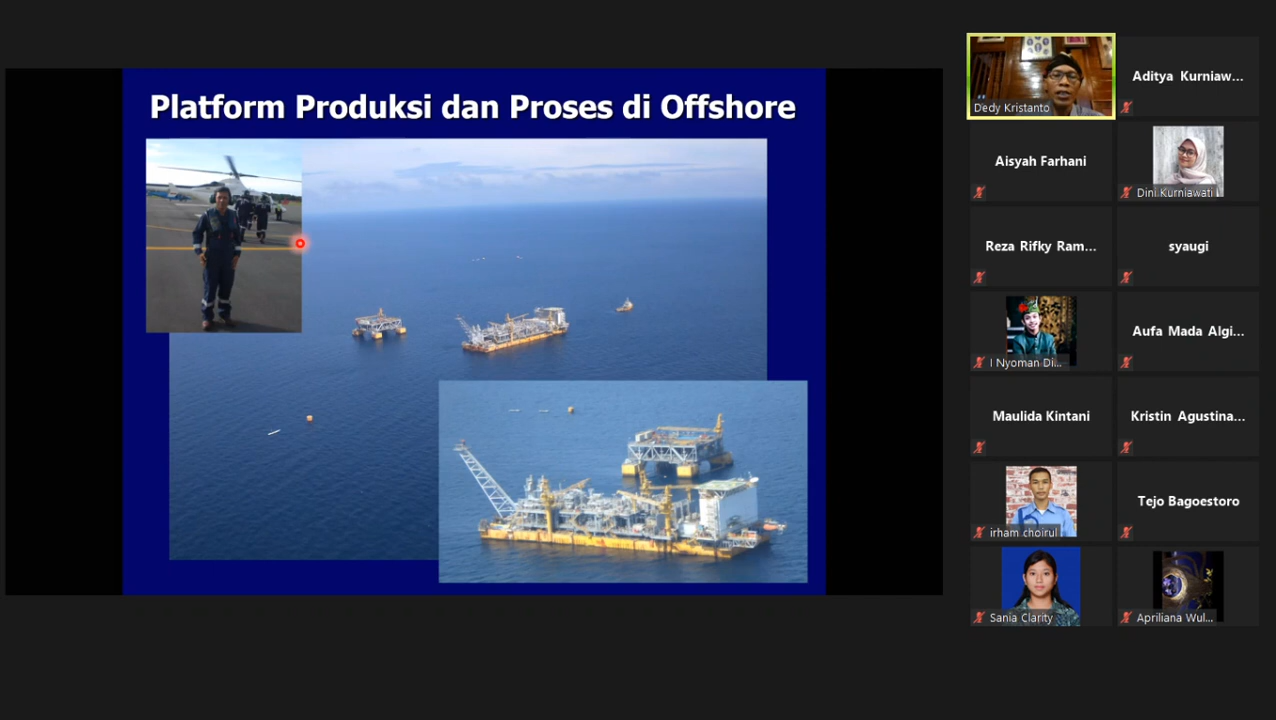 Platform Produksi dan Proses di Offshore
Dedy Kristanto
Aditya Kurniaw...
Aisyah Farhani
Dini Kurniawati
Reza Rifky Ram...
syaugi
I Nyoman Di...
Aufa Mada Algi...
Maulida Kintani
Kristin Agustina...
irham choirul
Tejo Bagoestoro
Sania Clarity
Apriliana Wul...